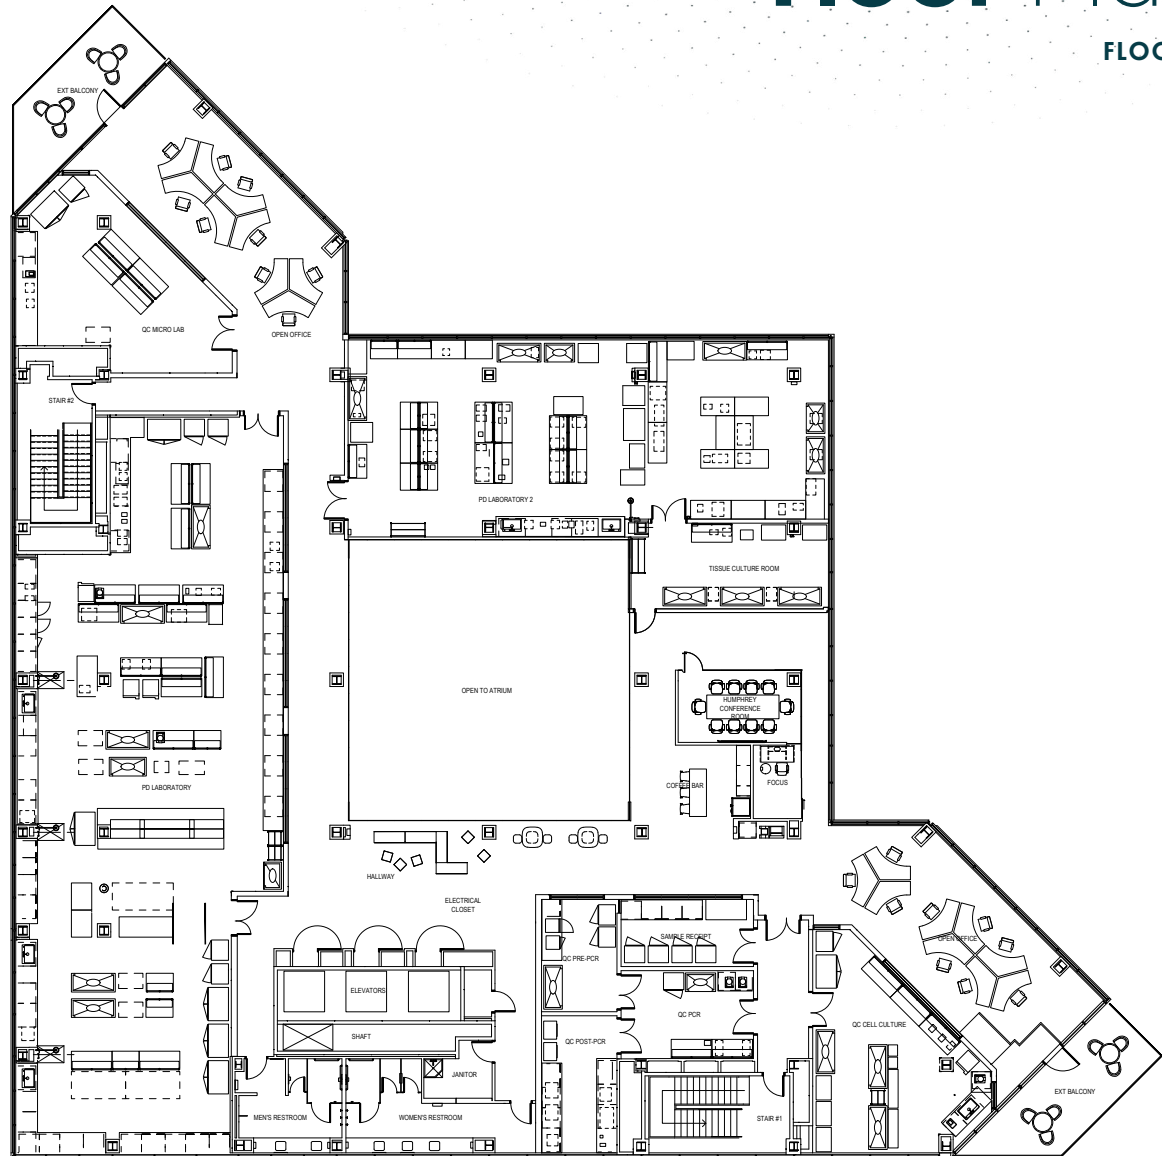 FLOO
EXT BALCONY
QC MICRO LAB
OPEN OFFICE
STAIR #2
PD LABORATORY 2
TISSUE CULTURE ROOM
OPEN TO ATRIUM
HUMPHREY
CONFERENCE
ROOM
COFFEE BAR
FOCUS
PD LABORATORY
HALLWAY
ELECTRICAL
CLOSET
SAMPLE RECEIPT
OPEN OFFICE
QC PRE-PCR
ELEVATORS
QC PCR
QC CELL CULTURE
SHAFT
QC POST-PCR
JANITOR
EXT BALCONY
MEN'S RESTROOM
WOMEN'S RESTROOM
STAIR #1